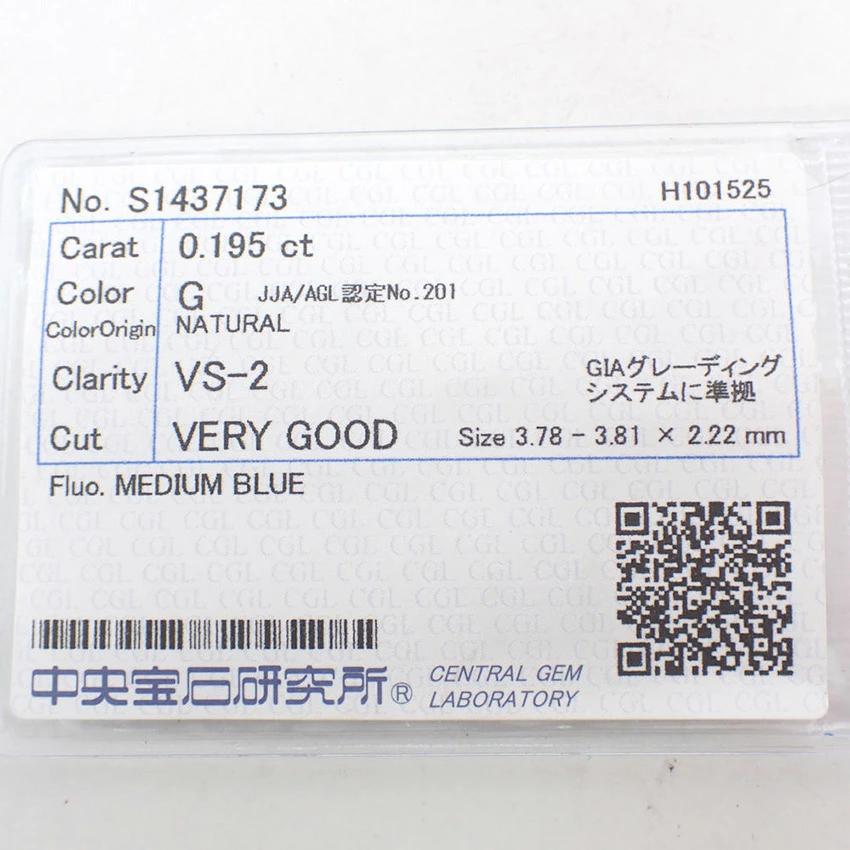 No. S1437173 H101525
Carat 0.195 ct
Color G JJA/AGL認定No.201
ColorOrigin NATURAL
Clarity VS-2 GIAグレーディング
システムに準拠
Cut VERY GOOD Size 3.78 - 3.81 × 2.22 mm
Fluo. MEDIUM BLUE
中央宝石研究所® CENTRAL GEM
LABORATORY